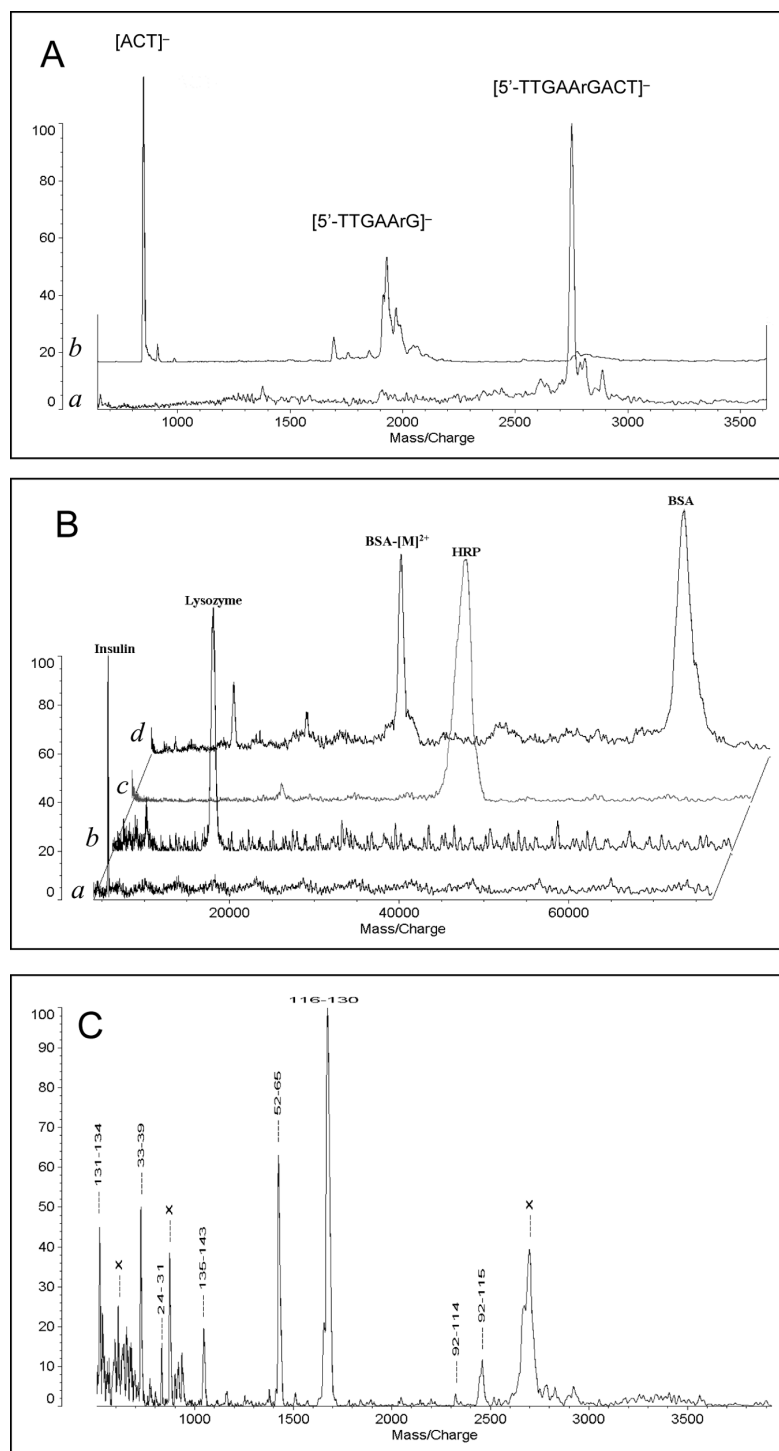 A
[ACT]⁻
[5'-TTGAArGACT]⁻
[5'-TTGAArG]⁻
100
80
60
40
20
0
b
a
1000 1500 2000 2500 3000 3500
Mass/Charge
B
BSA
BSA-[M]²⁺
HRP
Lysozyme
Insulin
100
80
60
40
20
0
d
c
b
a
20000 40000 60000
Mass/Charge
C
116-130
100
90
80
70
60
50
40
30
20
10
0
131-134
x
33-39
24-31
x
135-143
52-65
92-114
92-115
x
1000 1500 2000 2500 3000 3500
Mass/Charge